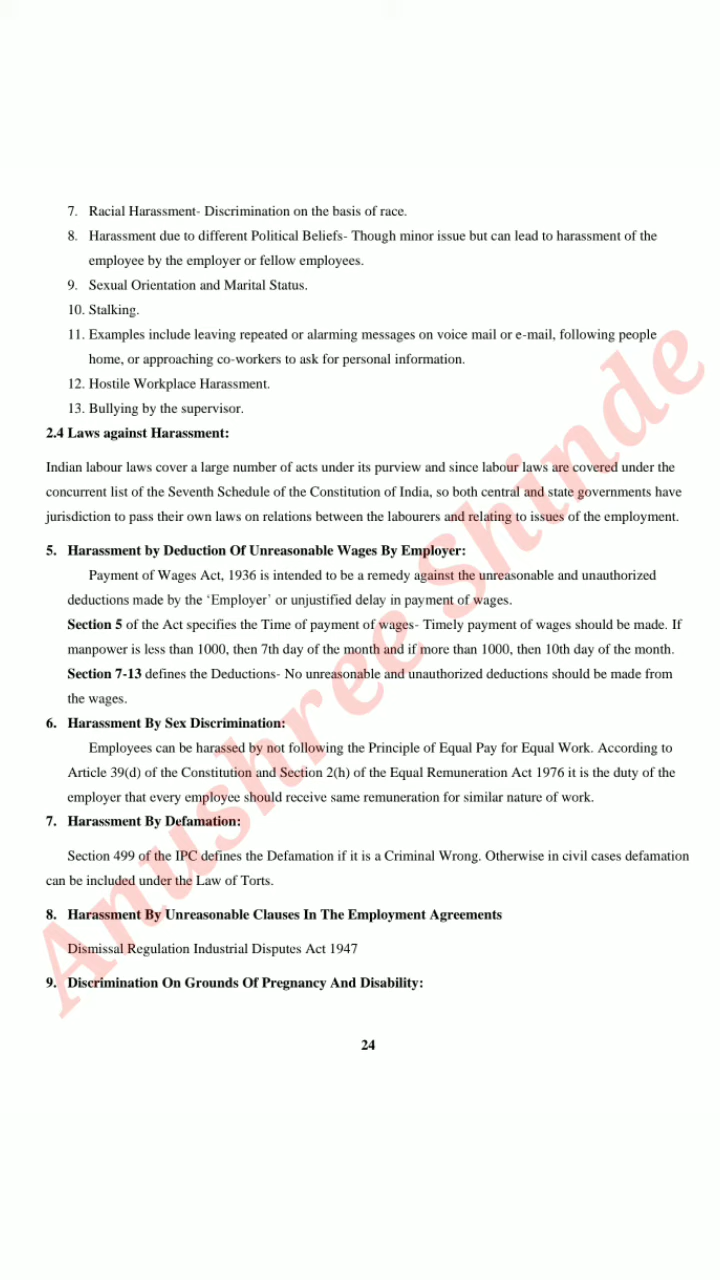 7. Racial Harassment- Discrimination on the basis of race.
8. Harassment due to different Political Beliefs- Though minor issue but can lead to harassment of the
employee by the employer or fellow employees.
9. Sexual Orientation and Marital Status.
10. Stalking.
11. Examples include leaving repeated or alarming messages on voice mail or e-mail, following people
home, or approaching co-workers to ask for personal information.
12. Hostile Workplace Harassment.
13. Bullying by the supervisor.
2.4 Laws against Harassment:
Indian labour laws cover a large number of acts under its purview and since labour laws are covered under the
concurrent list of the Seventh Schedule of the Constitution of India, so both central and state governments have
jurisdiction to pass their own laws on relations between the labourers and relating to issues of the employment.
5. Harassment by Deduction Of Unreasonable Wages By Employer:
Payment of Wages Act, 1936 is intended to be a remedy against the unreasonable and unauthorized
deductions made by the ‘Employer’ or unjustified delay in payment of wages.
Section 5 of the Act specifies the Time of payment of wages- Timely payment of wages should be made. If
manpower is less than 1000, then 7th day of the month and if more than 1000, then 10th day of the month.
Section 7-13 defines the Deductions- No unreasonable and unauthorized deductions should be made from
the wages.
6. Harassment By Sex Discrimination:
Employees can be harassed by not following the Principle of Equal Pay for Equal Work. According to
Article 39(d) of the Constitution and Section 2(h) of the Equal Remuneration Act 1976 it is the duty of the
employer that every employee should receive same remuneration for similar nature of work.
7. Harassment By Defamation:
Section 499 of the IPC defines the Defamation if it is a Criminal Wrong. Otherwise in civil cases defamation
can be included under the Law of Torts.
8. Harassment By Unreasonable Clauses In The Employment Agreements
Dismissal Regulation Industrial Disputes Act 1947
9. Discrimination On Grounds Of Pregnancy And Disability:
24
Anushree Shinde